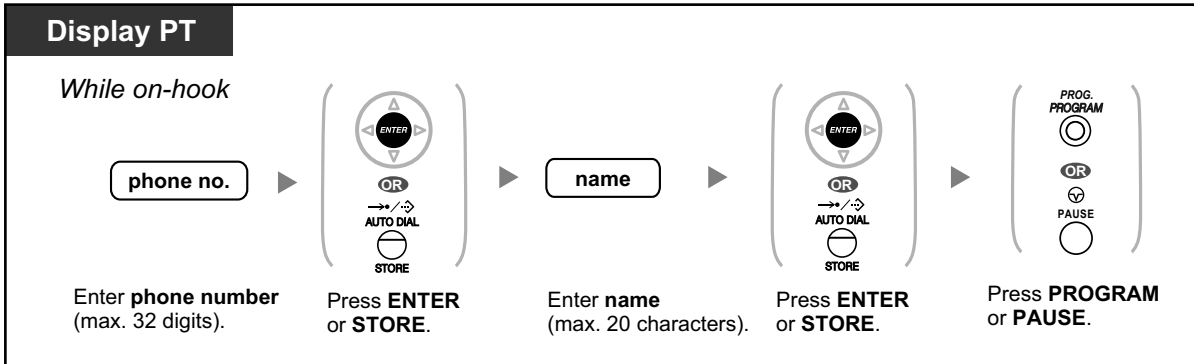 Display PT
While on-hook
phone no.
ENTER
OR
AUTO DIAL
STORE
name
ENTER
OR
AUTO DIAL
STORE
PROG.
PROGRAM
OR
PAUSE
Enter phone number
(max. 32 digits).
Press ENTER
or STORE.
Enter name
(max. 20 characters).
Press ENTER
or STORE.
Press PROGRAM
or PAUSE.